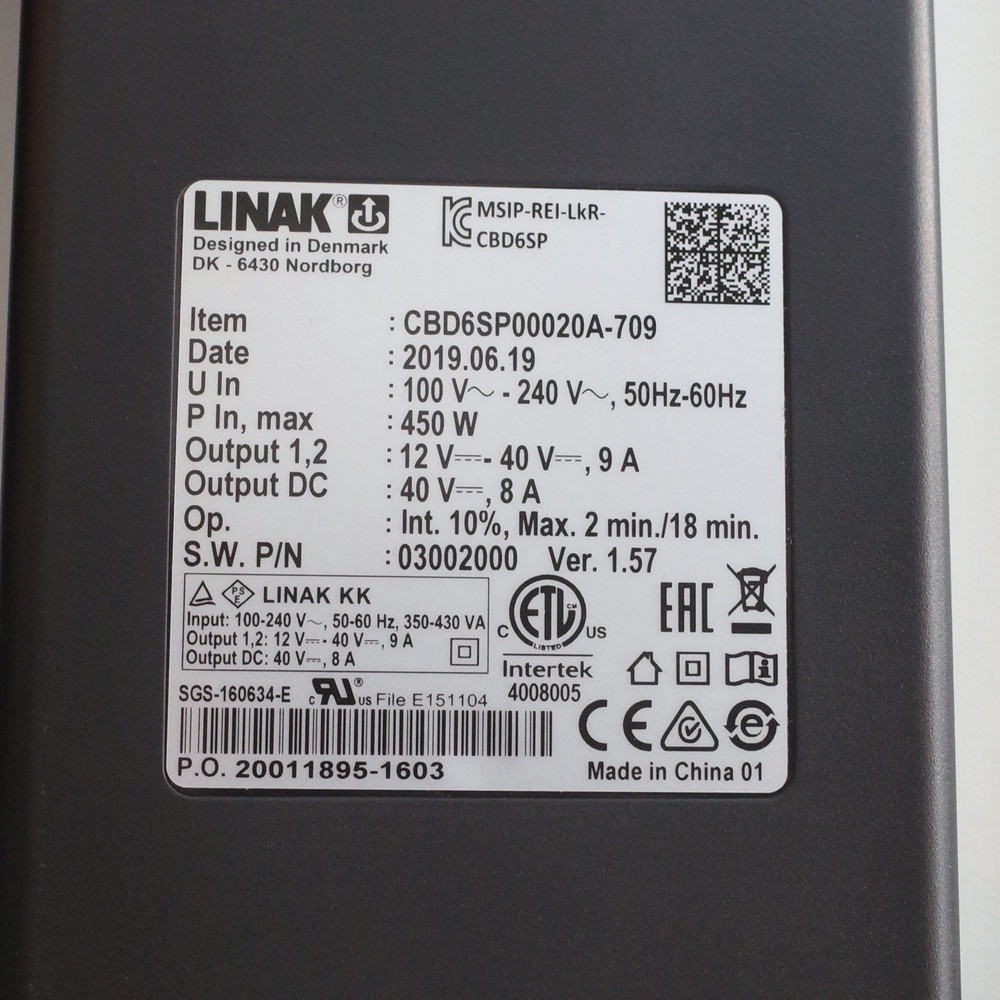 LINAK®
Designed in Denmark
DK - 6430 Nordborg
MSIP-REI-LkR-
CBD6SP
Item : CBD6SP00020A-709
Date : 2019.06.19
U In : 100 V~ - 240 V~, 50Hz-60Hz
P In, max : 450 W
Output 1,2 : 12 V⎓- 40 V⎓, 9 A
Output DC : 40 V⎓, 8 A
Op. : Int. 10%, Max. 2 min./18 min.
S.W. P/N : 03002000 Ver. 1.57
PS E LINAK KK
Input: 100-240 V~, 50-60 Hz, 350-430 VA
Output 1,2: 12 V⎓- 40 V⎓, 9 A
Output DC: 40 V⎓, 8 A
SGS-160634-E c RU® us File E151104
P.O. 20011895-1603
C ETL CM US
LISTED
Intertek
4008005
EAC
CE
Made in China 01